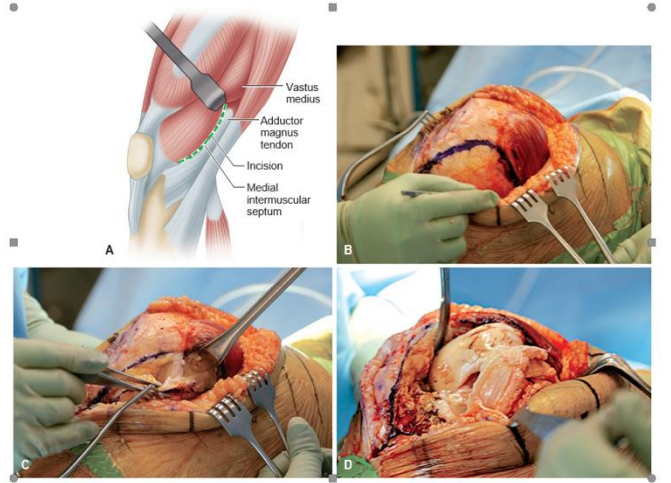 Vastus
medius
Adductor
magnus
tendon
Incision
Medial
intermuscular
septum
A
B
C
D